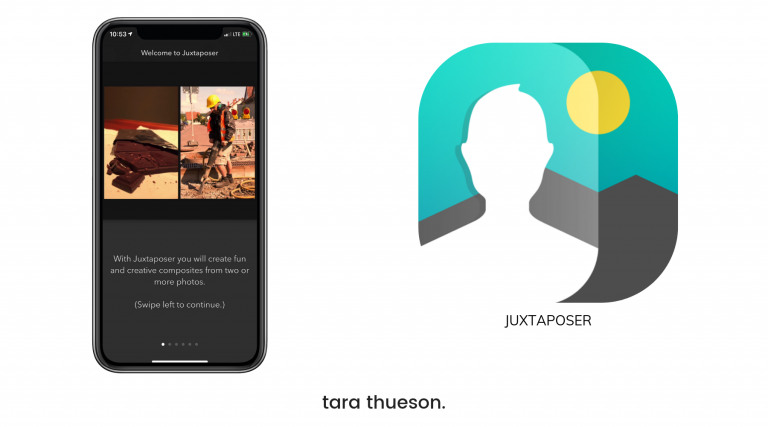 10:53
LTE
Welcome to Juxtaposer
With Juxtaposer you will create fun
and creative composites from two or
more photos.
(Swipe left to continue.)
JUXTAPOSER
tara thueson.